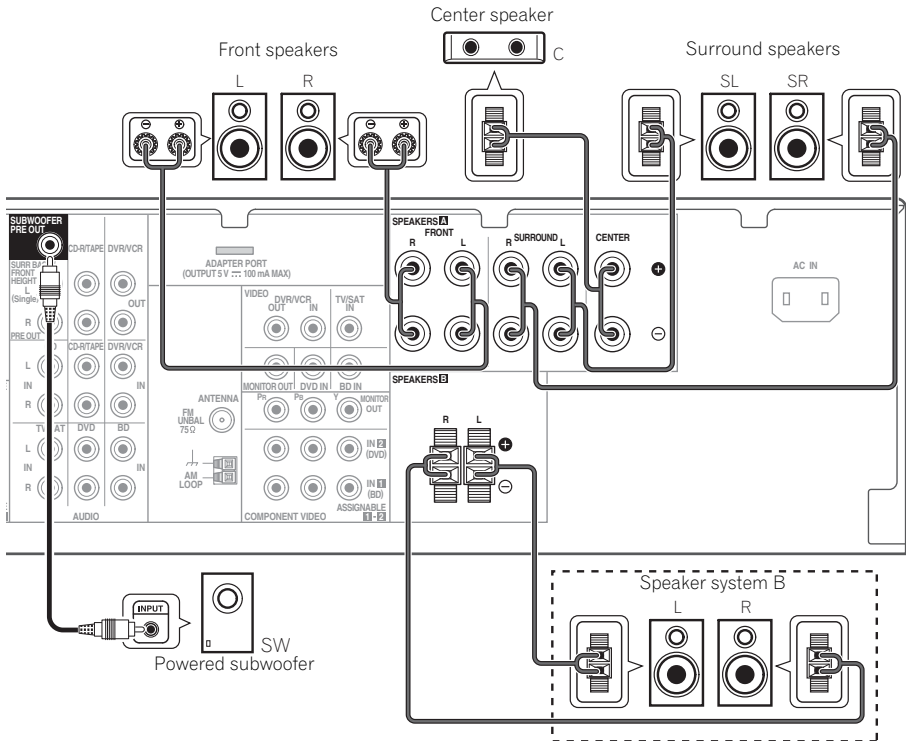 Center speaker
C
Front speakers
L R
Surround speakers
SL SR
SUBWOOFER
PRE OUT
CD-R/TAPE DVR/VCR
SURR BA
FRONT
HEIGHT
L
(Single)
OUT
R
PRE OUT
CD-R/TAPE DVR/VCR
L
IN IN
R
DVD BD
L
IN IN
R
AUDIO
ADAPTER PORT
(OUTPUT 5 V 100 mA MAX)
VIDEO
DVR/VCR
OUT IN
TV/SAT
IN
MONITOR OUT DVD IN BD IN
ANTENNA
FM
UNBAL
75 Ω
AM
LOOP
PR PB Y MONITOR
OUT
IN 2
(DVD)
IN 1
(BD)
ASSIGNABLE
1 - 2
COMPONENT VIDEO
SPEAKERS A
FRONT
R L
R SURROUND L
CENTER
AC IN
SPEAKERS B
R L
INPUT
SW
Powered subwoofer
Speaker system B
L R